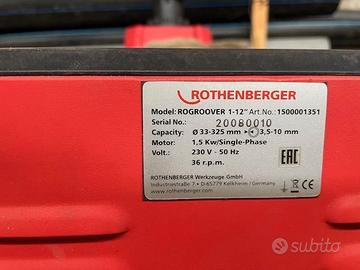 ROTHENBERGER
Model: ROGROOVER 1-12" Art.No.: 1500001351
Serial No.: 20080010
Capacity: ø 33-325 mm 3,5-10 mm
Motor: 1,5 Kw/Single-Phase
Volt.: 230 V - 50 Hz
36 r.p.m.
EAC
ROTHENBERGER Werkzeuge GmbH
Industriestraße 7 • D-65779 Kelkheim / Germany
www.rothenberger.com
subito